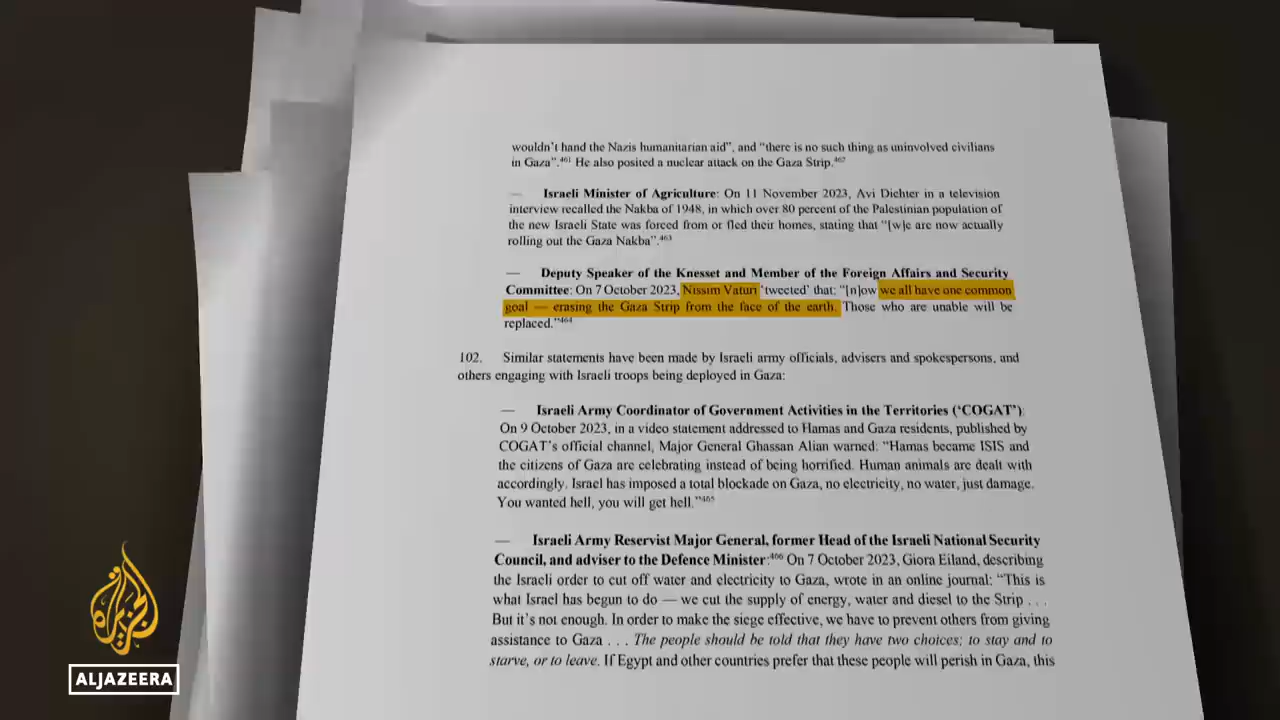 wouldn’t hand the Nazis humanitarian aid”, and “there is no such thing as uninvolved civilians
in Gaza”.⁴⁶¹ He also posited a nuclear attack on the Gaza Strip.⁴⁶²
— Israeli Minister of Agriculture: On 11 November 2023, Avi Dichter in a television
interview recalled the Nakba of 1948, in which over 80 percent of the Palestinian population of
the new Israeli State was forced from or fled their homes, stating that “[w]e are now actually
rolling out the Gaza Nakba”.⁴⁶³
— Deputy Speaker of the Knesset and Member of the Foreign Affairs and Security
Committee: On 7 October 2023, Nissim Vaturi ‘tweeted’ that: “[n]ow we all have one common
goal — erasing the Gaza Strip from the face of the earth. Those who are unable will be
replaced.”⁴⁶⁴
102. Similar statements have been made by Israeli army officials, advisers and spokespersons, and
others engaging with Israeli troops being deployed in Gaza:
— Israeli Army Coordinator of Government Activities in the Territories (‘COGAT’):
On 9 October 2023, in a video statement addressed to Hamas and Gaza residents, published by
COGAT’s official channel, Major General Ghassan Alian warned: “Hamas became ISIS and
the citizens of Gaza are celebrating instead of being horrified. Human animals are dealt with
accordingly. Israel has imposed a total blockade on Gaza, no electricity, no water, just damage.
You wanted hell, you will get hell.”⁴⁶⁵
— Israeli Army Reservist Major General, former Head of the Israeli National Security
Council, and adviser to the Defence Minister:⁴⁶⁶ On 7 October 2023, Giora Eiland, describing
the Israeli order to cut off water and electricity to Gaza, wrote in an online journal: “This is
what Israel has begun to do — we cut the supply of energy, water and diesel to the Strip . . .
But it’s not enough. In order to make the siege effective, we have to prevent others from giving
assistance to Gaza . . . The people should be told that they have two choices; to stay and to
starve, or to leave. If Egypt and other countries prefer that these people will perish in Gaza, this
الجزيرة
ALJAZEERA